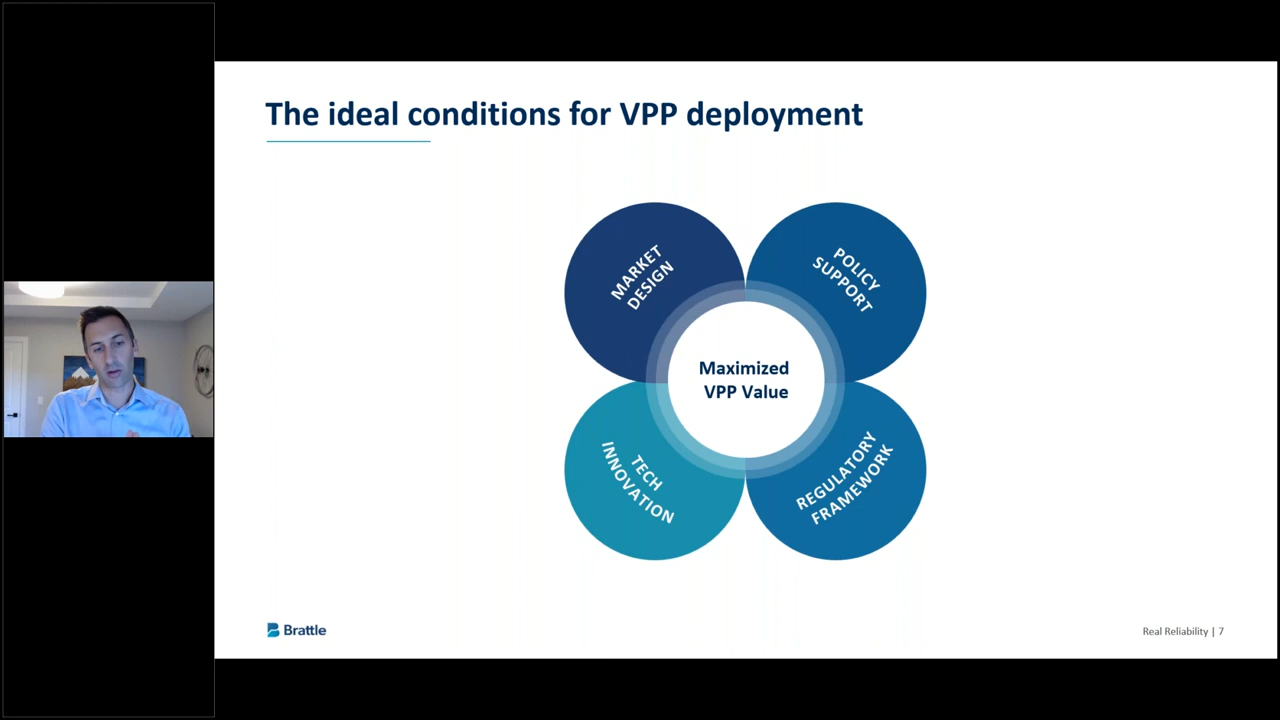 The ideal conditions for VPP deployment
MARKET
DESIGN
POLICY
SUPPORT
Maximized
VPP Value
TECH
INNOVATION
REGULATORY
FRAMEWORK
Brattle
Real Reliability | 7